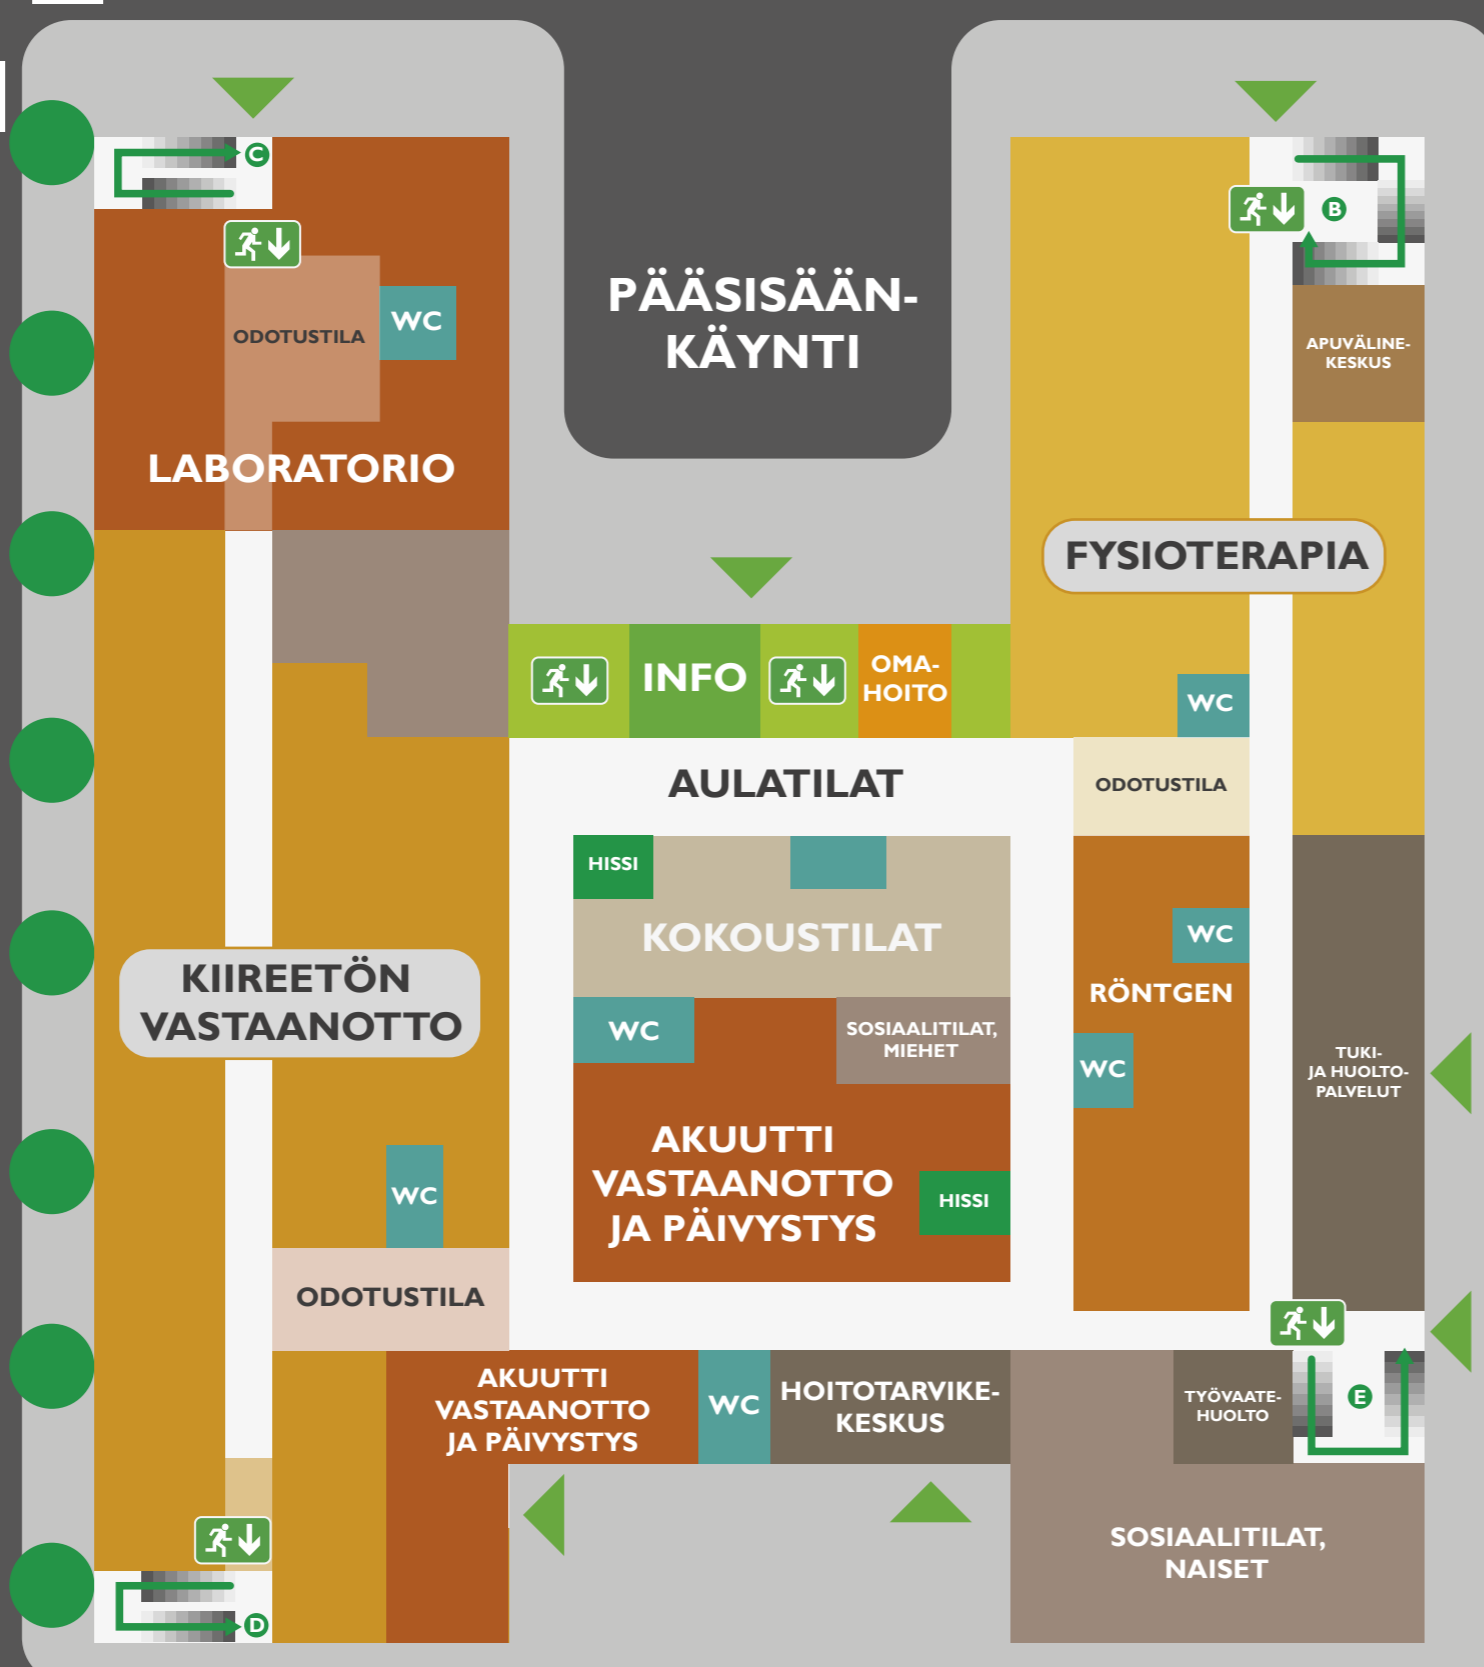 C
B
PÄÄSISÄÄN-
KÄYNTI
ODOTUSTILA
WC
APUVÄLINE-
KESKUS
LABORATORIO
FYSIOTERAPIA
INFO
OMA-
HOITO
WC
AULATILAT
ODOTUSTILA
HISSI
KOKOUSTILAT
WC
RÖNTGEN
KIIREETÖN
VASTAANOTTO
WC
SOSIAALITILAT,
MIEHET
WC
TUKI-
JA HUOLTO-
PALVELUT
AKUUTTI
VASTAANOTTO
JA PÄIVYSTYS
HISSI
WC
ODOTUSTILA
AKUUTTI
VASTAANOTTO
JA PÄIVYSTYS
WC
HOITOTARVIKE-
KESKUS
TYÖVAATE-
HUOLTO
E
SOSIAALITILAT,
NAISET
D